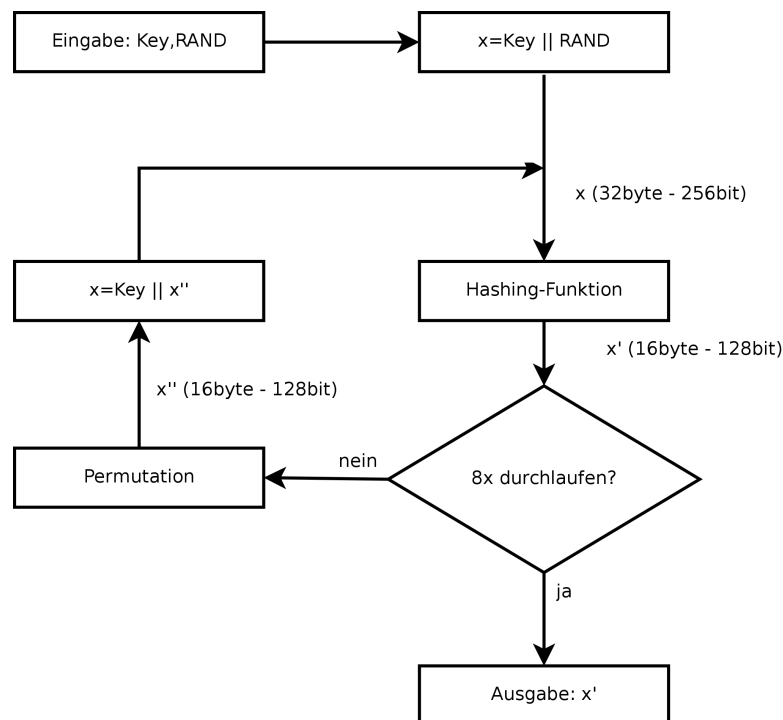 Eingabe: Key,RAND
x=Key || RAND
x (32byte - 256bit)
x=Key || x''
Hashing-Funktion
x' (16byte - 128bit)
x'' (16byte - 128bit)
nein
Permutation
8x durchlaufen?
ja
Ausgabe: x'